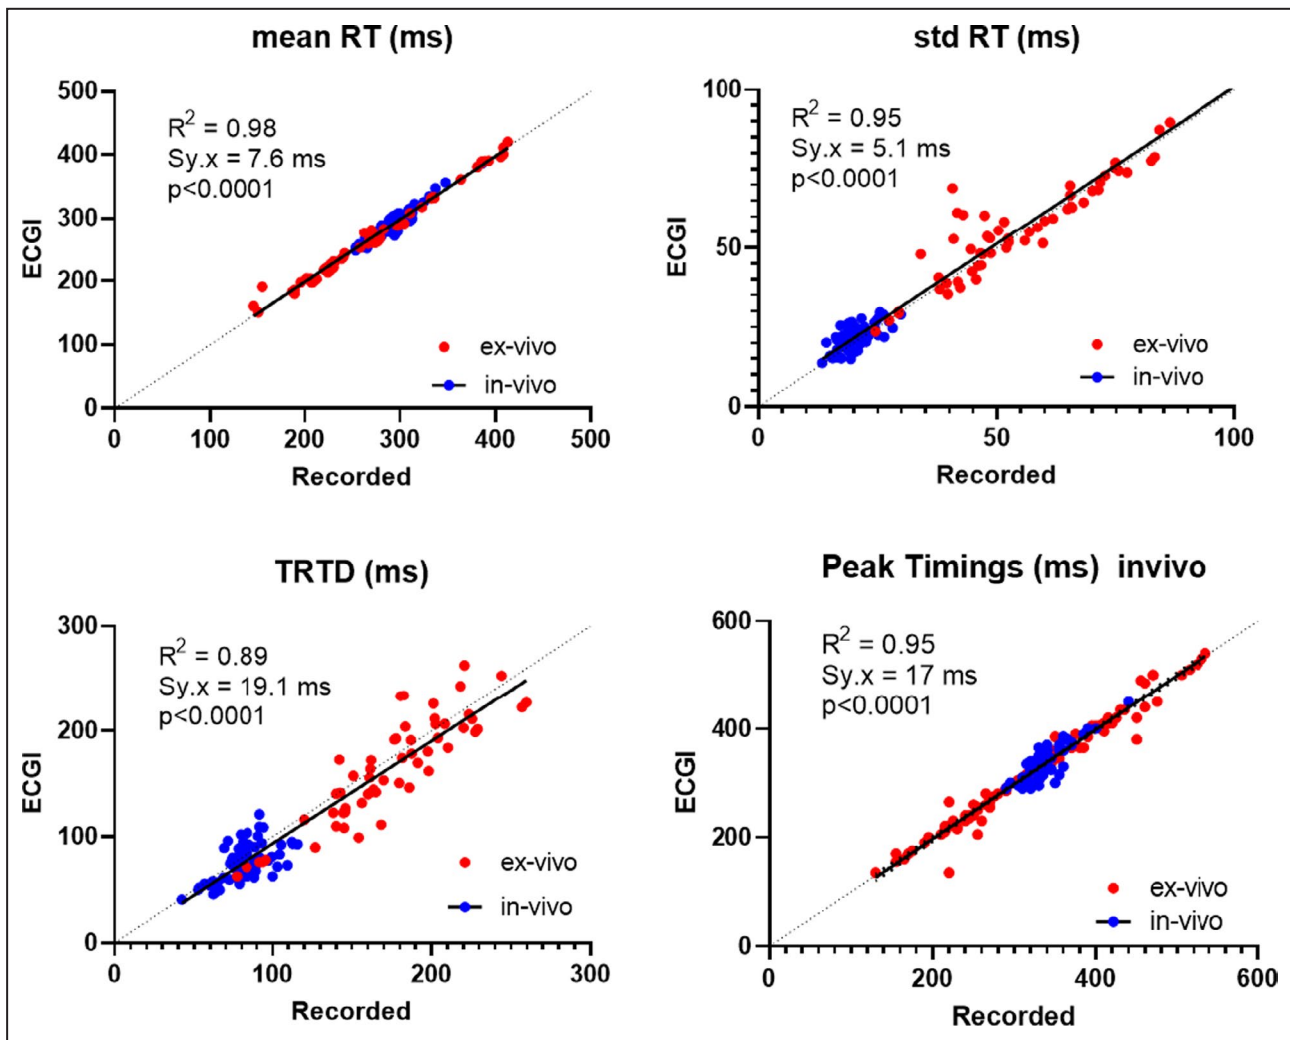 mean RT (ms)
500
400
300
200
100
0
ECGI
R² = 0.98
Sy.x = 7.6 ms
p<0.0001
ex-vivo
in-vivo
0 100 200 300 400 500
Recorded
std RT (ms)
100
50
0
ECGI
R² = 0.95
Sy.x = 5.1 ms
p<0.0001
ex-vivo
in-vivo
0 50 100
Recorded
TRTD (ms)
300
200
100
0
ECGI
R² = 0.89
Sy.x = 19.1 ms
p<0.0001
ex-vivo
in-vivo
0 100 200 300
Recorded
Peak Timings (ms) invivo
600
400
200
0
ECGI
R² = 0.95
Sy.x = 17 ms
p<0.0001
ex-vivo
in-vivo
0 200 400 600
Recorded